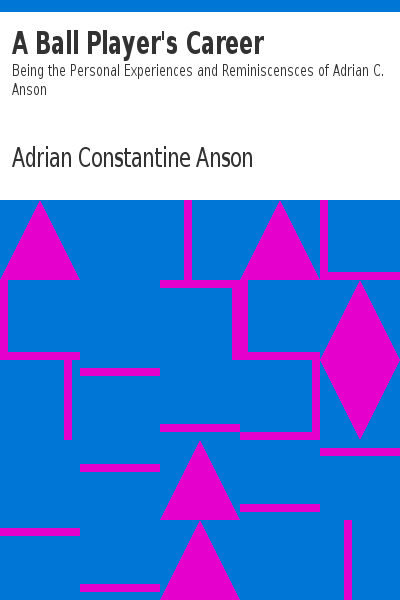 A Ball Player's Career
Being the Personal Experiences and Reminiscensces of Adrian C.
Anson
Adrian Constantine Anson